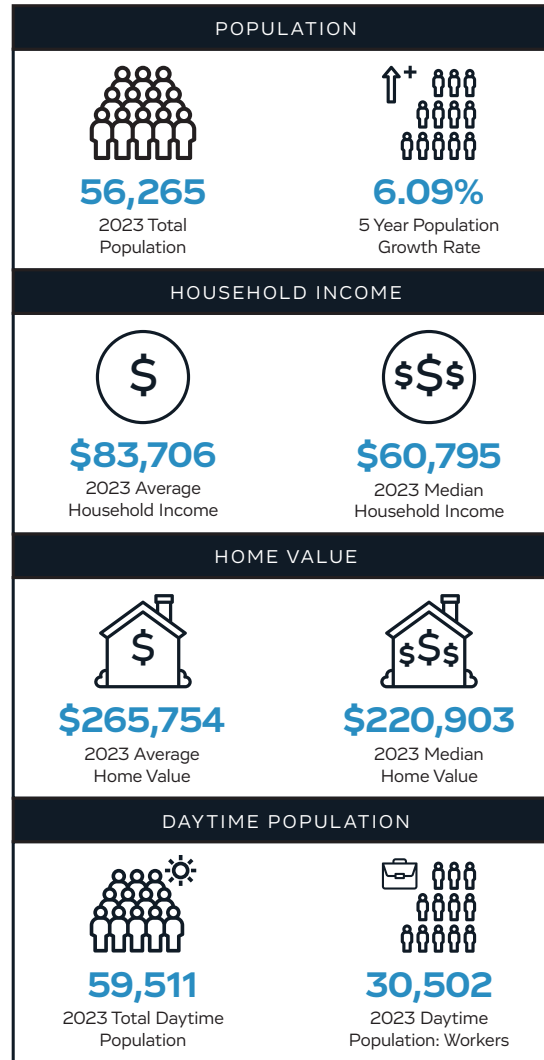 POPULATION
56,265
2023 Total
Population
6.09%
5 Year Population
Growth Rate
HOUSEHOLD INCOME
$
$83,706
2023 Average
Household Income
$$$
$60,795
2023 Median
Household Income
HOME VALUE
$
$265,754
2023 Average
Home Value
$$$
$220,903
2023 Median
Home Value
DAYTIME POPULATION
59,511
2023 Total Daytime
Population
30,502
2023 Daytime
Population: Workers